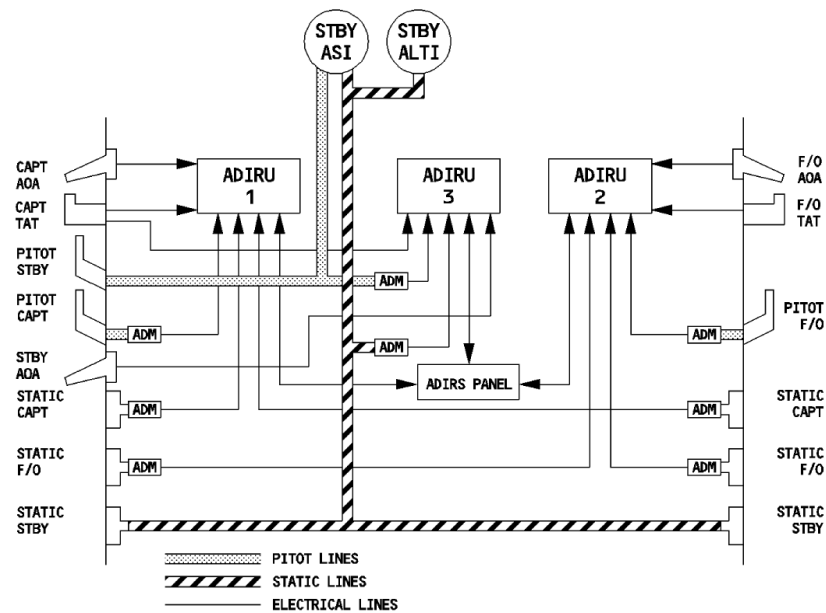 STBY
ASI
STBY
ALTI
CAPT
AOA
ADIRU
1
ADIRU
3
ADIRU
2
F/O
AOA
CAPT
TAT
F/O
TAT
PITOT
STBY
ADM
PITOT
CAPT
ADM
ADM
PITOT
F/O
STBY
AOA
ADM
ADIRS PANEL
STATIC
CAPT
ADM
ADM
STATIC
CAPT
STATIC
F/O
ADM
ADM
STATIC
F/O
STATIC
STBY
STATIC
STBY
PITOT LINES
STATIC LINES
ELECTRICAL LINES